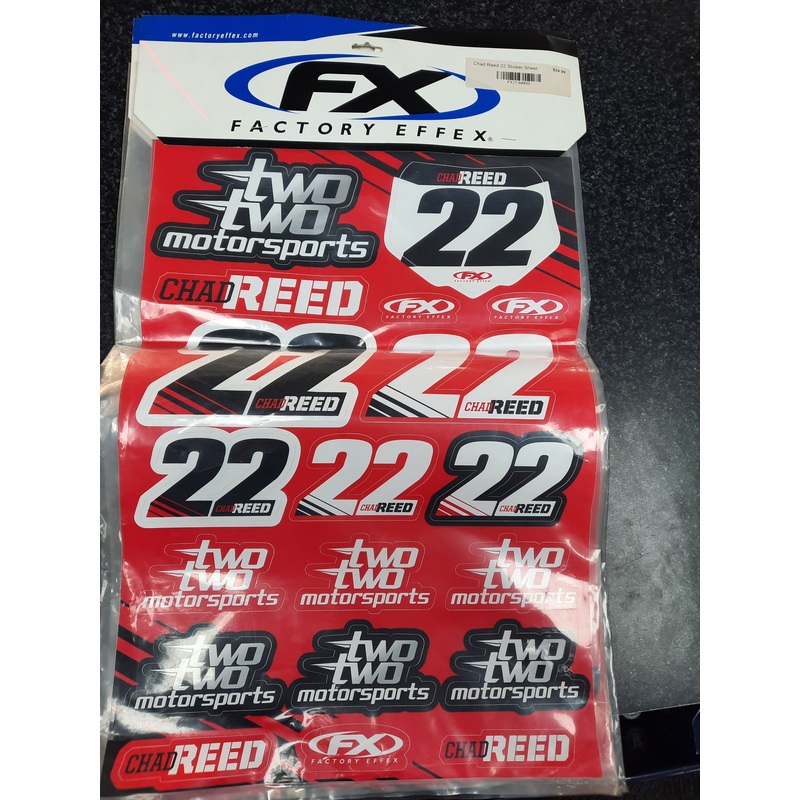 www.factoryeffex.com
Chad Reed 22 Sticker Sheet
FX
FACTORY EFFEX®
two
two
motorsports
CHAD REED
22
FX
FACTORY EFFEX
CHAD REED
FX
FACTORY EFFEX
FX
FACTORY EFFEX
22
CHAD REED
22
CHAD REED
22
CHAD REED
22
CHAD REED
22
CHAD REED
two
two
motorsports
two
two
motorsports
two
two
motorsports
two
two
motorsports
two
two
motorsports
two
two
motorsports
CHAD REED
FX
FACTORY EFFEX
CHAD REED